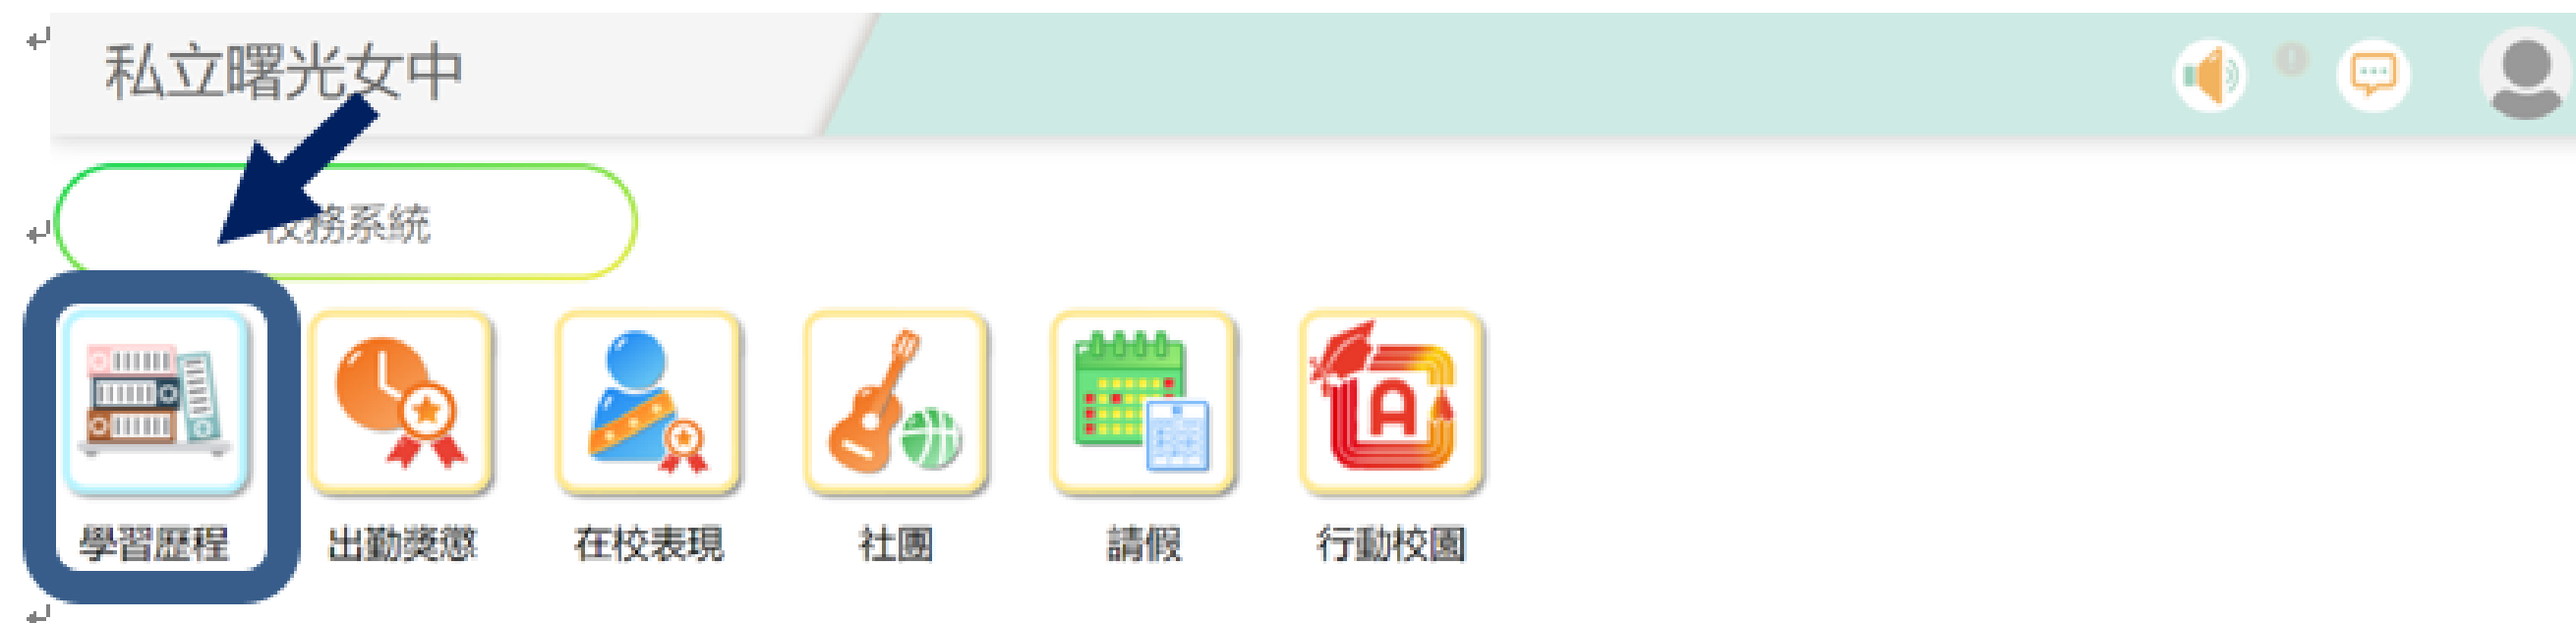 私立曙光女中
校務系統
學習歷程 出勤獎懲 在校表現 社團 請假 行動校園